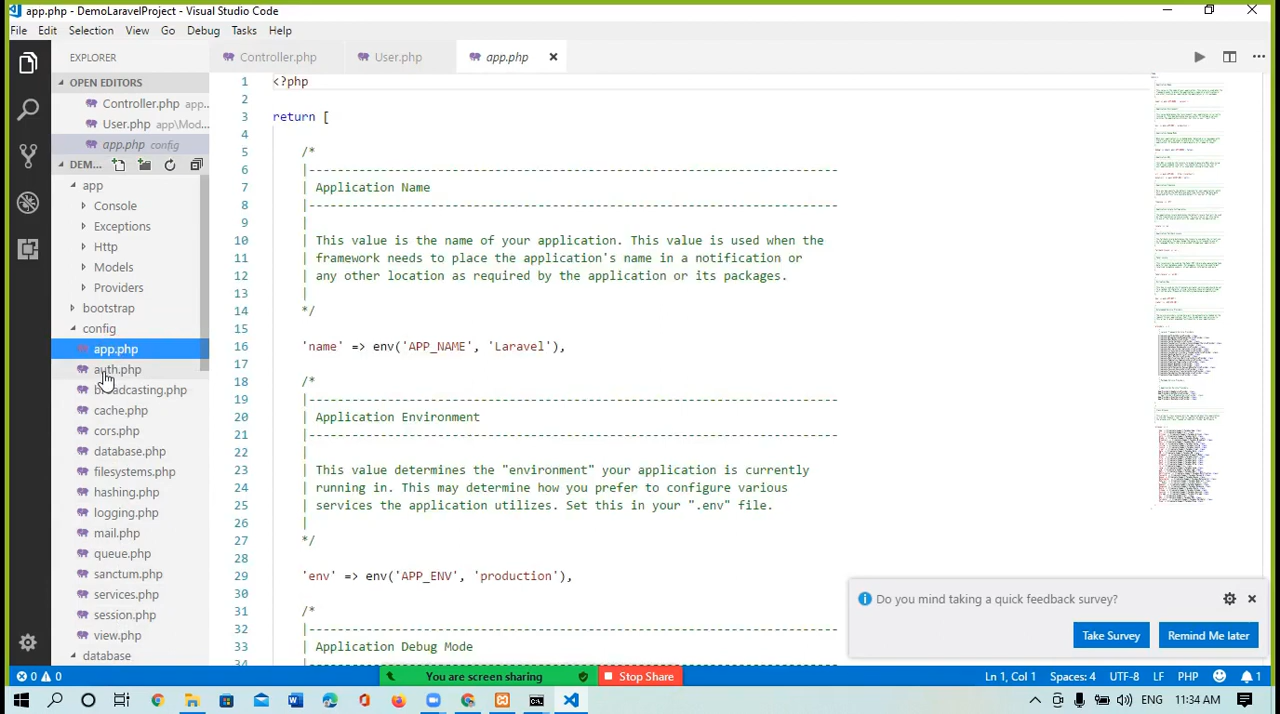 app.php - DemoLaravelProject - Visual Studio Code
File Edit Selection View Go Debug Tasks Help
EXPLORER
OPEN EDITORS
Controller.php app...
User.php app\Mod...
app.php config
DEM...
app
Console
Exceptions
Http
Models
Providers
bootstrap
config
app.php
auth.php
broadcasting.php
cache.php
cors.php
database.php
filesystems.php
hashing.php
logging.php
mail.php
queue.php
sanctum.php
services.php
session.php
view.php
database
Controller.php User.php app.php
1 <?php
2
3 return [
4
5 /*
6 |--------------------------------------------------------------------------
7 | Application Name
8 |--------------------------------------------------------------------------
9 |
10 | This value is the name of your application. This value is used when the
11 | framework needs to place the application's name in a notification or
12 | any other location as required by the application or its packages.
13 |
14 */
15
16 'name' => env('APP_NAME', 'Laravel'),
17
18 /*
19 |--------------------------------------------------------------------------
20 | Application Environment
21 |--------------------------------------------------------------------------
22 |
23 | This value determines the "environment" your application is currently
24 | running in. This may determine how you prefer to configure various
25 | services the application utilizes. Set this in your ".env" file.
26 |
27 */
28
29 'env' => env('APP_ENV', 'production'),
30
31 /*
32 |--------------------------------------------------------------------------
33 | Application Debug Mode
34 |--------------------------------------------------------------------------
Do you mind taking a quick feedback survey?
Take Survey Remind Me later
0 0
You are screen sharing Stop Share
Ln 1, Col 1 Spaces: 4 UTF-8 LF PHP 1
ENG 11:34 AM